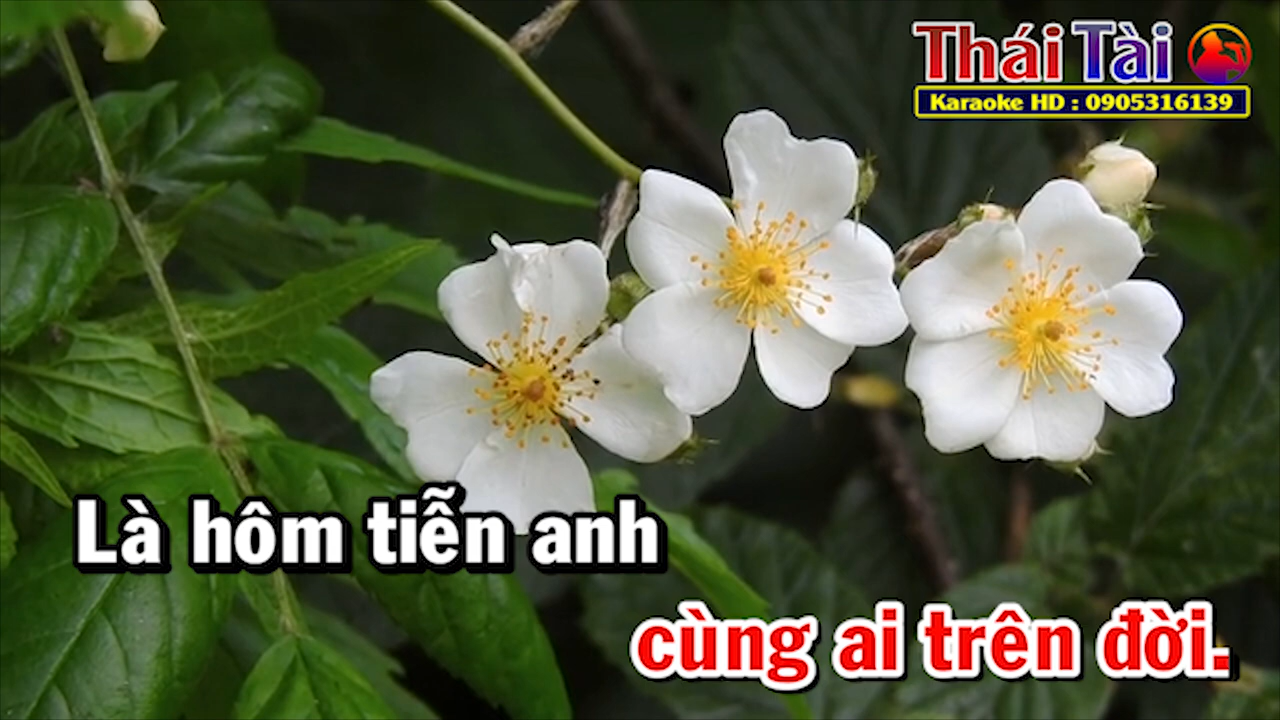 Thái Tài
Karaoke HD : 0905316139
Là hôm tiễn anh
cùng ai trên đời.